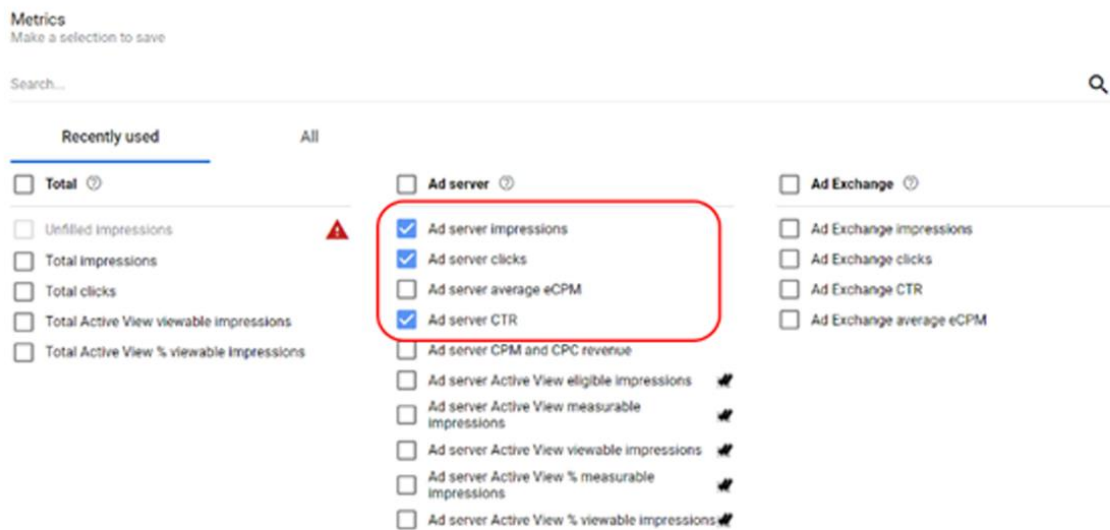 Metrics
Make a selection to save
Search...
Recently used
All
Total
Unfilled impressions
Total impressions
Total clicks
Total Active View viewable impressions
Total Active View % viewable impressions
Ad server
Ad server impressions
Ad server clicks
Ad server average eCPM
Ad server CTR
Ad server CPM and CPC revenue
Ad server Active View eligible impressions
Ad server Active View measurable
impressions
Ad server Active View viewable impressions
Ad server Active View % measurable
impressions
Ad server Active View % viewable impressions
Ad Exchange
Ad Exchange impressions
Ad Exchange clicks
Ad Exchange CTR
Ad Exchange average eCPM